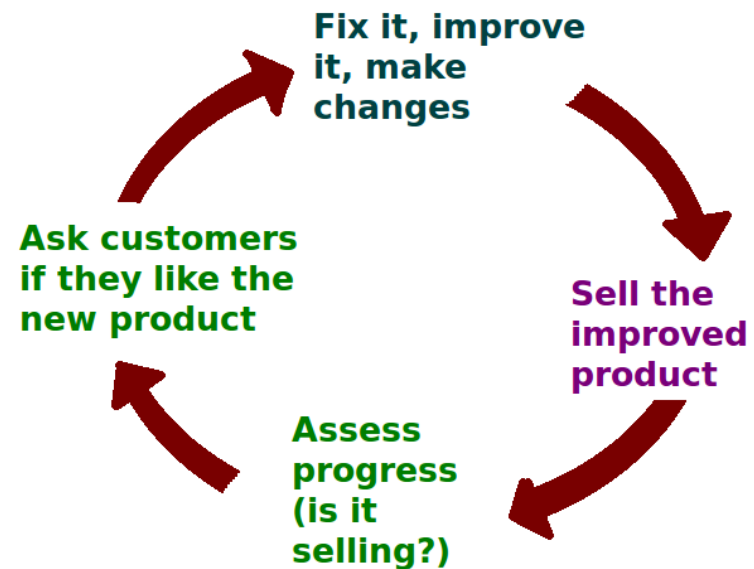 Fix it, improve
it, make
changes
Sell the
improved
product
Assess
progress
(is it
selling?)
Ask customers
if they like the
new product